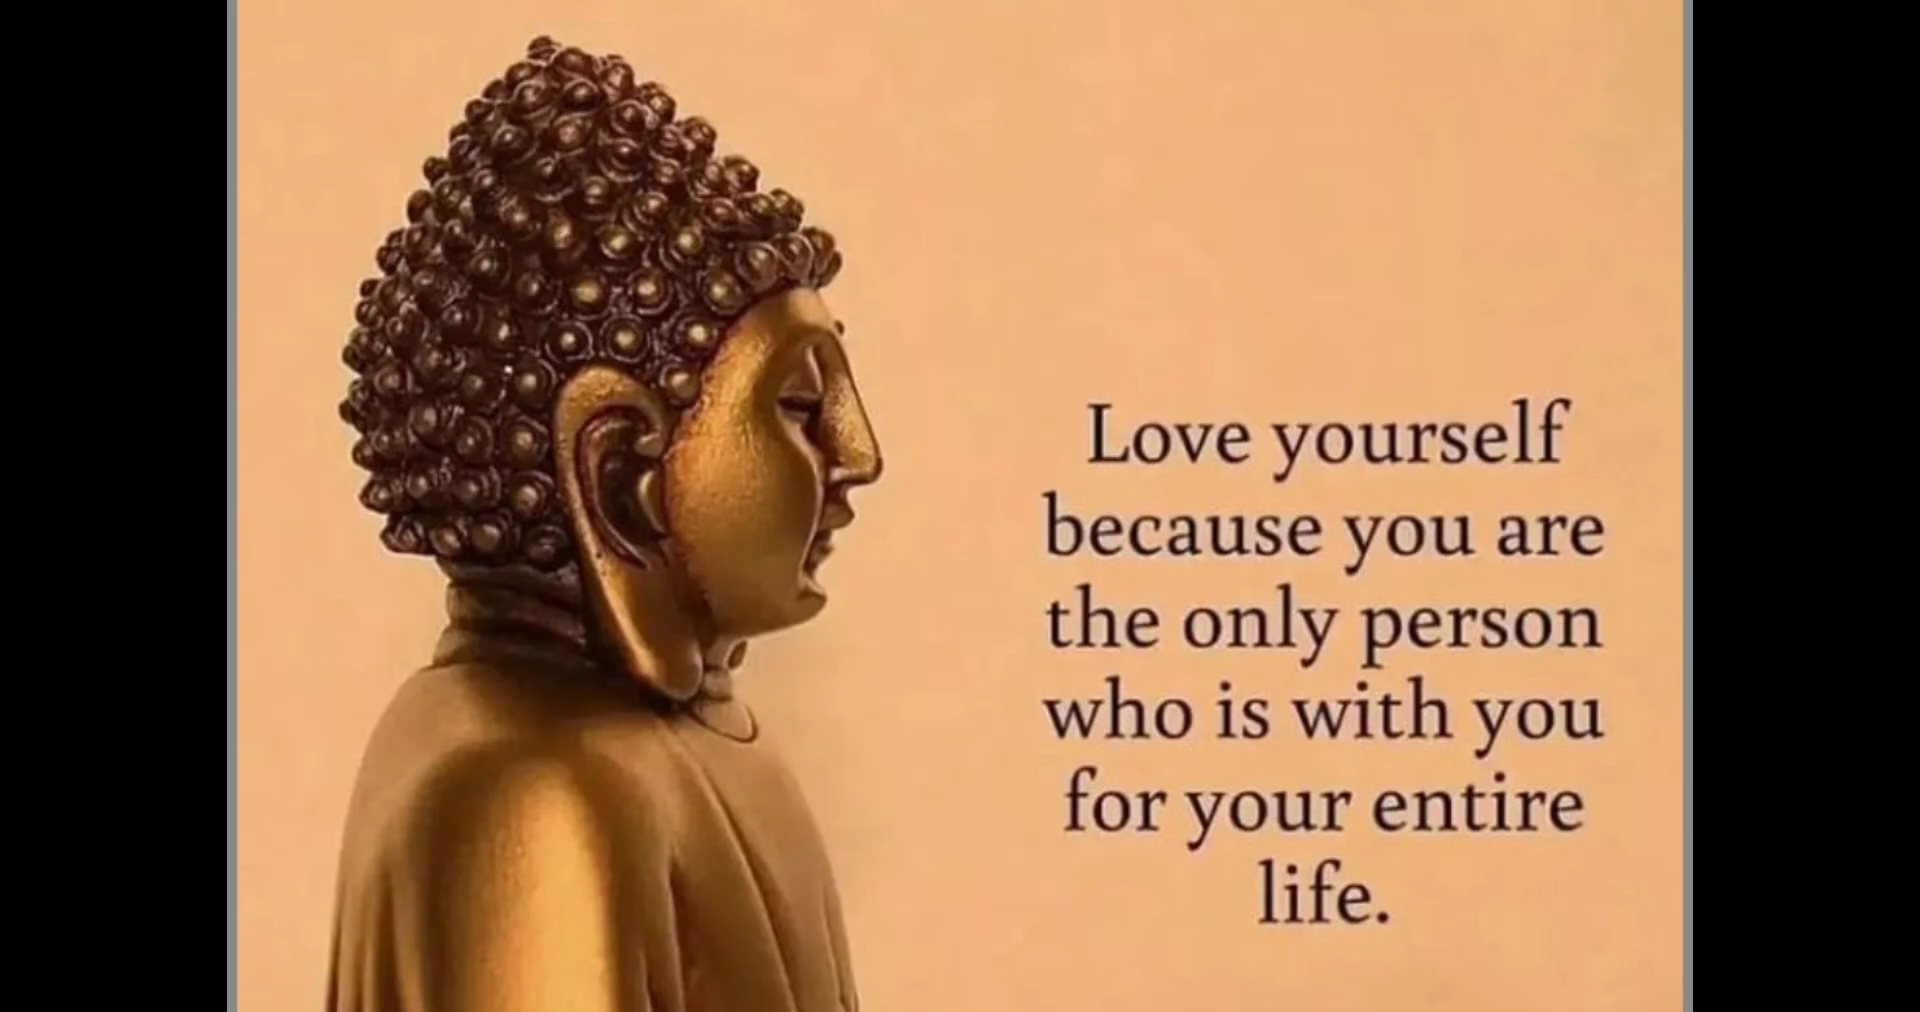 Love yourself
because you are
the only person
who is with you
for your entire
life.